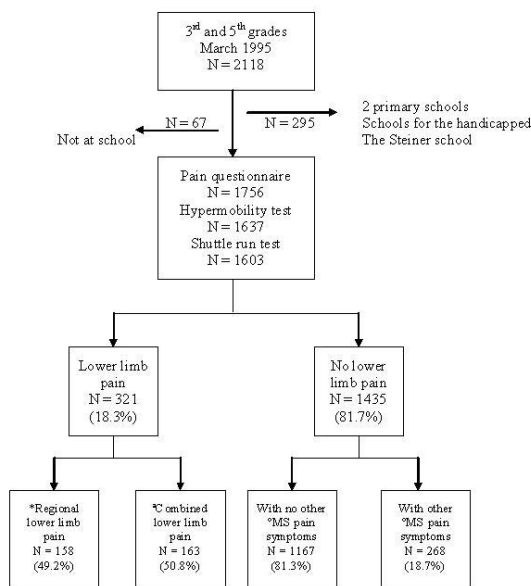 3rd and 5th grades
March 1995
N = 2118
N = 67
N = 295
Not at school
2 primary schools
Schools for the handicapped
The Steiner school
Pain questionnaire
N = 1756
Hypermobility test
N = 1637
Shuttle run test
N = 1603
Lower limb
pain
N = 321
(18.3%)
No lower
limb pain
N = 1435
(81.7%)
*Regional
lower limb
pain
N = 158
(49.2%)
ªCombined
lower limb
pain
N = 163
(50.8%)
With no other
°MS pain
symptoms
N = 1167
(81.3%)
With other
°MS pain
symptoms
N = 268
(18.7%)